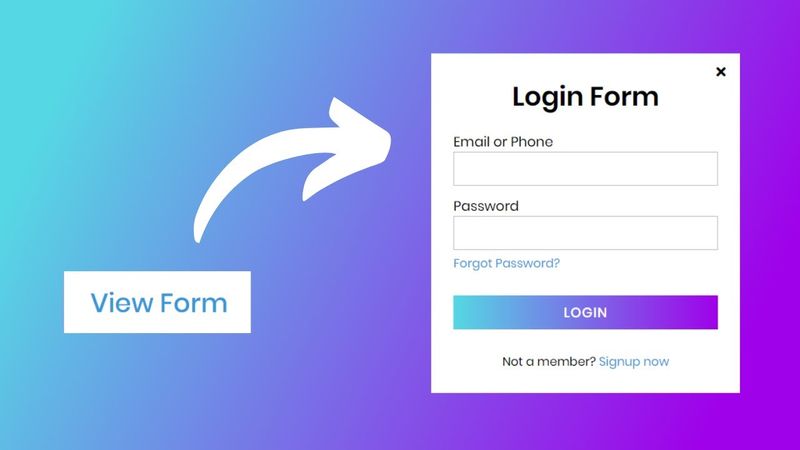 View Form
Login Form
Email or Phone
Password
Forgot Password?
LOGIN
Not a member? Signup now